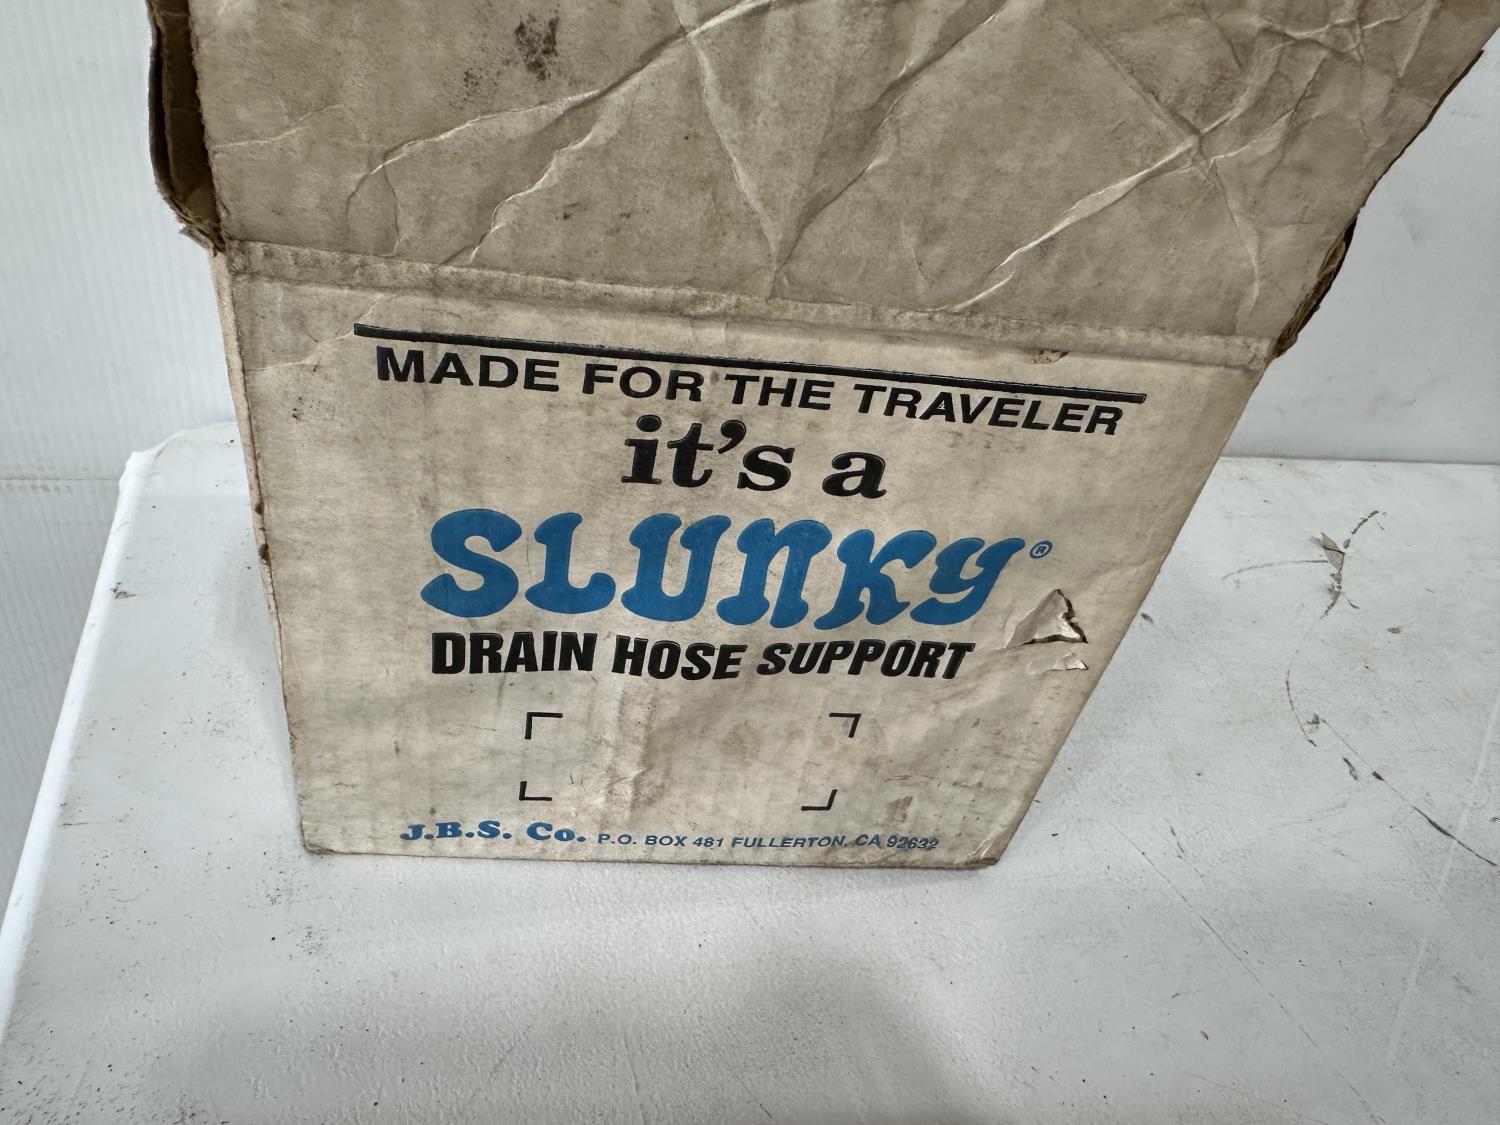 MADE FOR THE TRAVELER
it's a
SLUNKY®
DRAIN HOSE SUPPORT
J.B.S. Co. P.O. BOX 481 FULLERTON, CA 92632